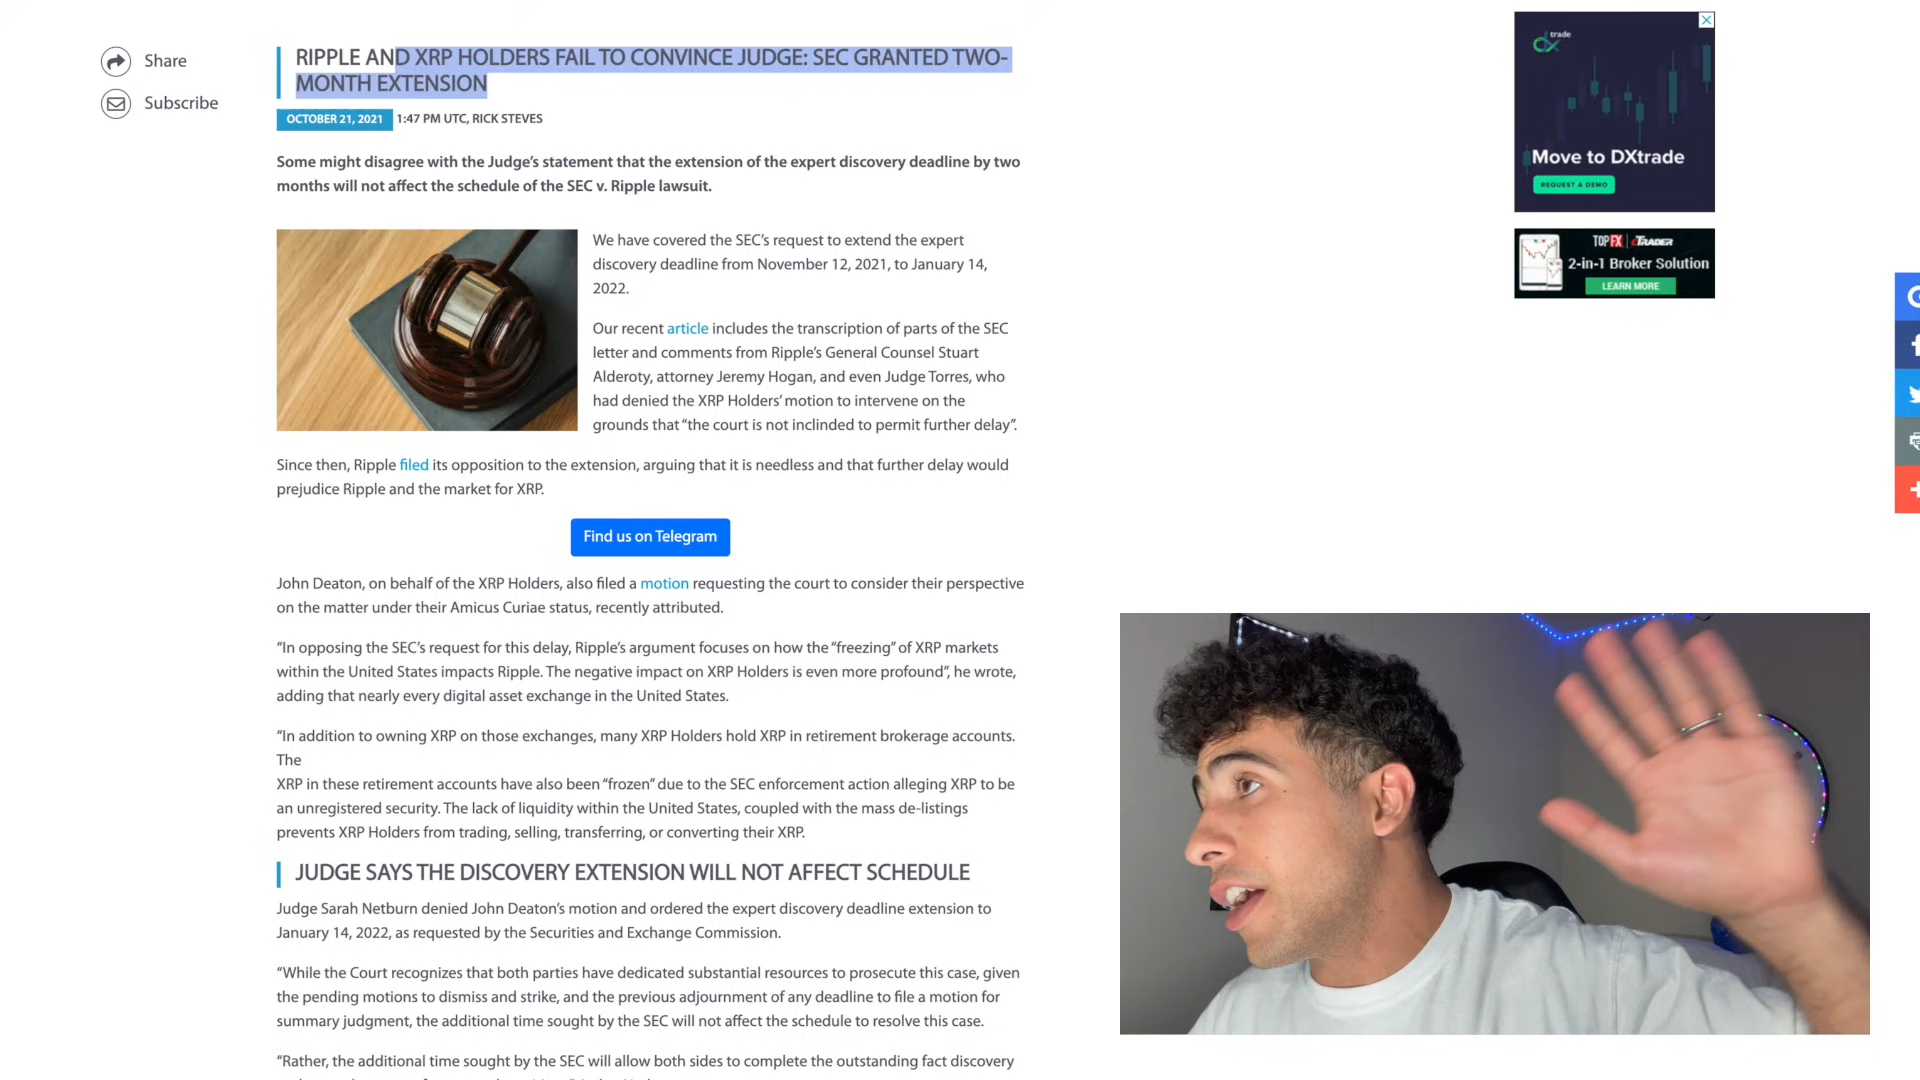 Share
Subscribe
RIPPLE AND XRP HOLDERS FAIL TO CONVINCE JUDGE: SEC GRANTED TWO-
MONTH EXTENSION
OCTOBER 21, 2021 1:47 PM UTC, RICK STEVES
Some might disagree with the Judge’s statement that the extension of the expert discovery deadline by two
months will not affect the schedule of the SEC v. Ripple lawsuit.
We have covered the SEC’s request to extend the expert
discovery deadline from November 12, 2021, to January 14,
2022.
Our recent article includes the transcription of parts of the SEC
letter and comments from Ripple’s General Counsel Stuart
Alderoty, attorney Jeremy Hogan, and even Judge Torres, who
had denied the XRP Holders’ motion to intervene on the
grounds that “the court is not inclinded to permit further delay”.
Since then, Ripple filed its opposition to the extension, arguing that it is needless and that further delay would
prejudice Ripple and the market for XRP.
Find us on Telegram
John Deaton, on behalf of the XRP Holders, also filed a motion requesting the court to consider their perspective
on the matter under their Amicus Curiae status, recently attributed.
“In opposing the SEC’s request for this delay, Ripple’s argument focuses on how the “freezing” of XRP markets
within the United States impacts Ripple. The negative impact on XRP Holders is even more profound”, he wrote,
adding that nearly every digital asset exchange in the United States.
“In addition to owning XRP on those exchanges, many XRP Holders hold XRP in retirement brokerage accounts.
The
XRP in these retirement accounts have also been “frozen” due to the SEC enforcement action alleging XRP to be
an unregistered security. The lack of liquidity within the United States, coupled with the mass de-listings
prevents XRP Holders from trading, selling, transferring, or converting their XRP.
JUDGE SAYS THE DISCOVERY EXTENSION WILL NOT AFFECT SCHEDULE
Judge Sarah Netburn denied John Deaton’s motion and ordered the expert discovery deadline extension to
January 14, 2022, as requested by the Securities and Exchange Commission.
“While the Court recognizes that both parties have dedicated substantial resources to prosecute this case, given
the pending motions to dismiss and strike, and the previous adjournment of any deadline to file a motion for
summary judgment, the additional time sought by the SEC will not affect the schedule to resolve this case.
“Rather, the additional time sought by the SEC will allow both sides to complete the outstanding fact discovery
dx trade
Move to DXtrade
REQUEST A DEMO
TOPFX | cTRADER
2-in-1 Broker Solution
LEARN MORE